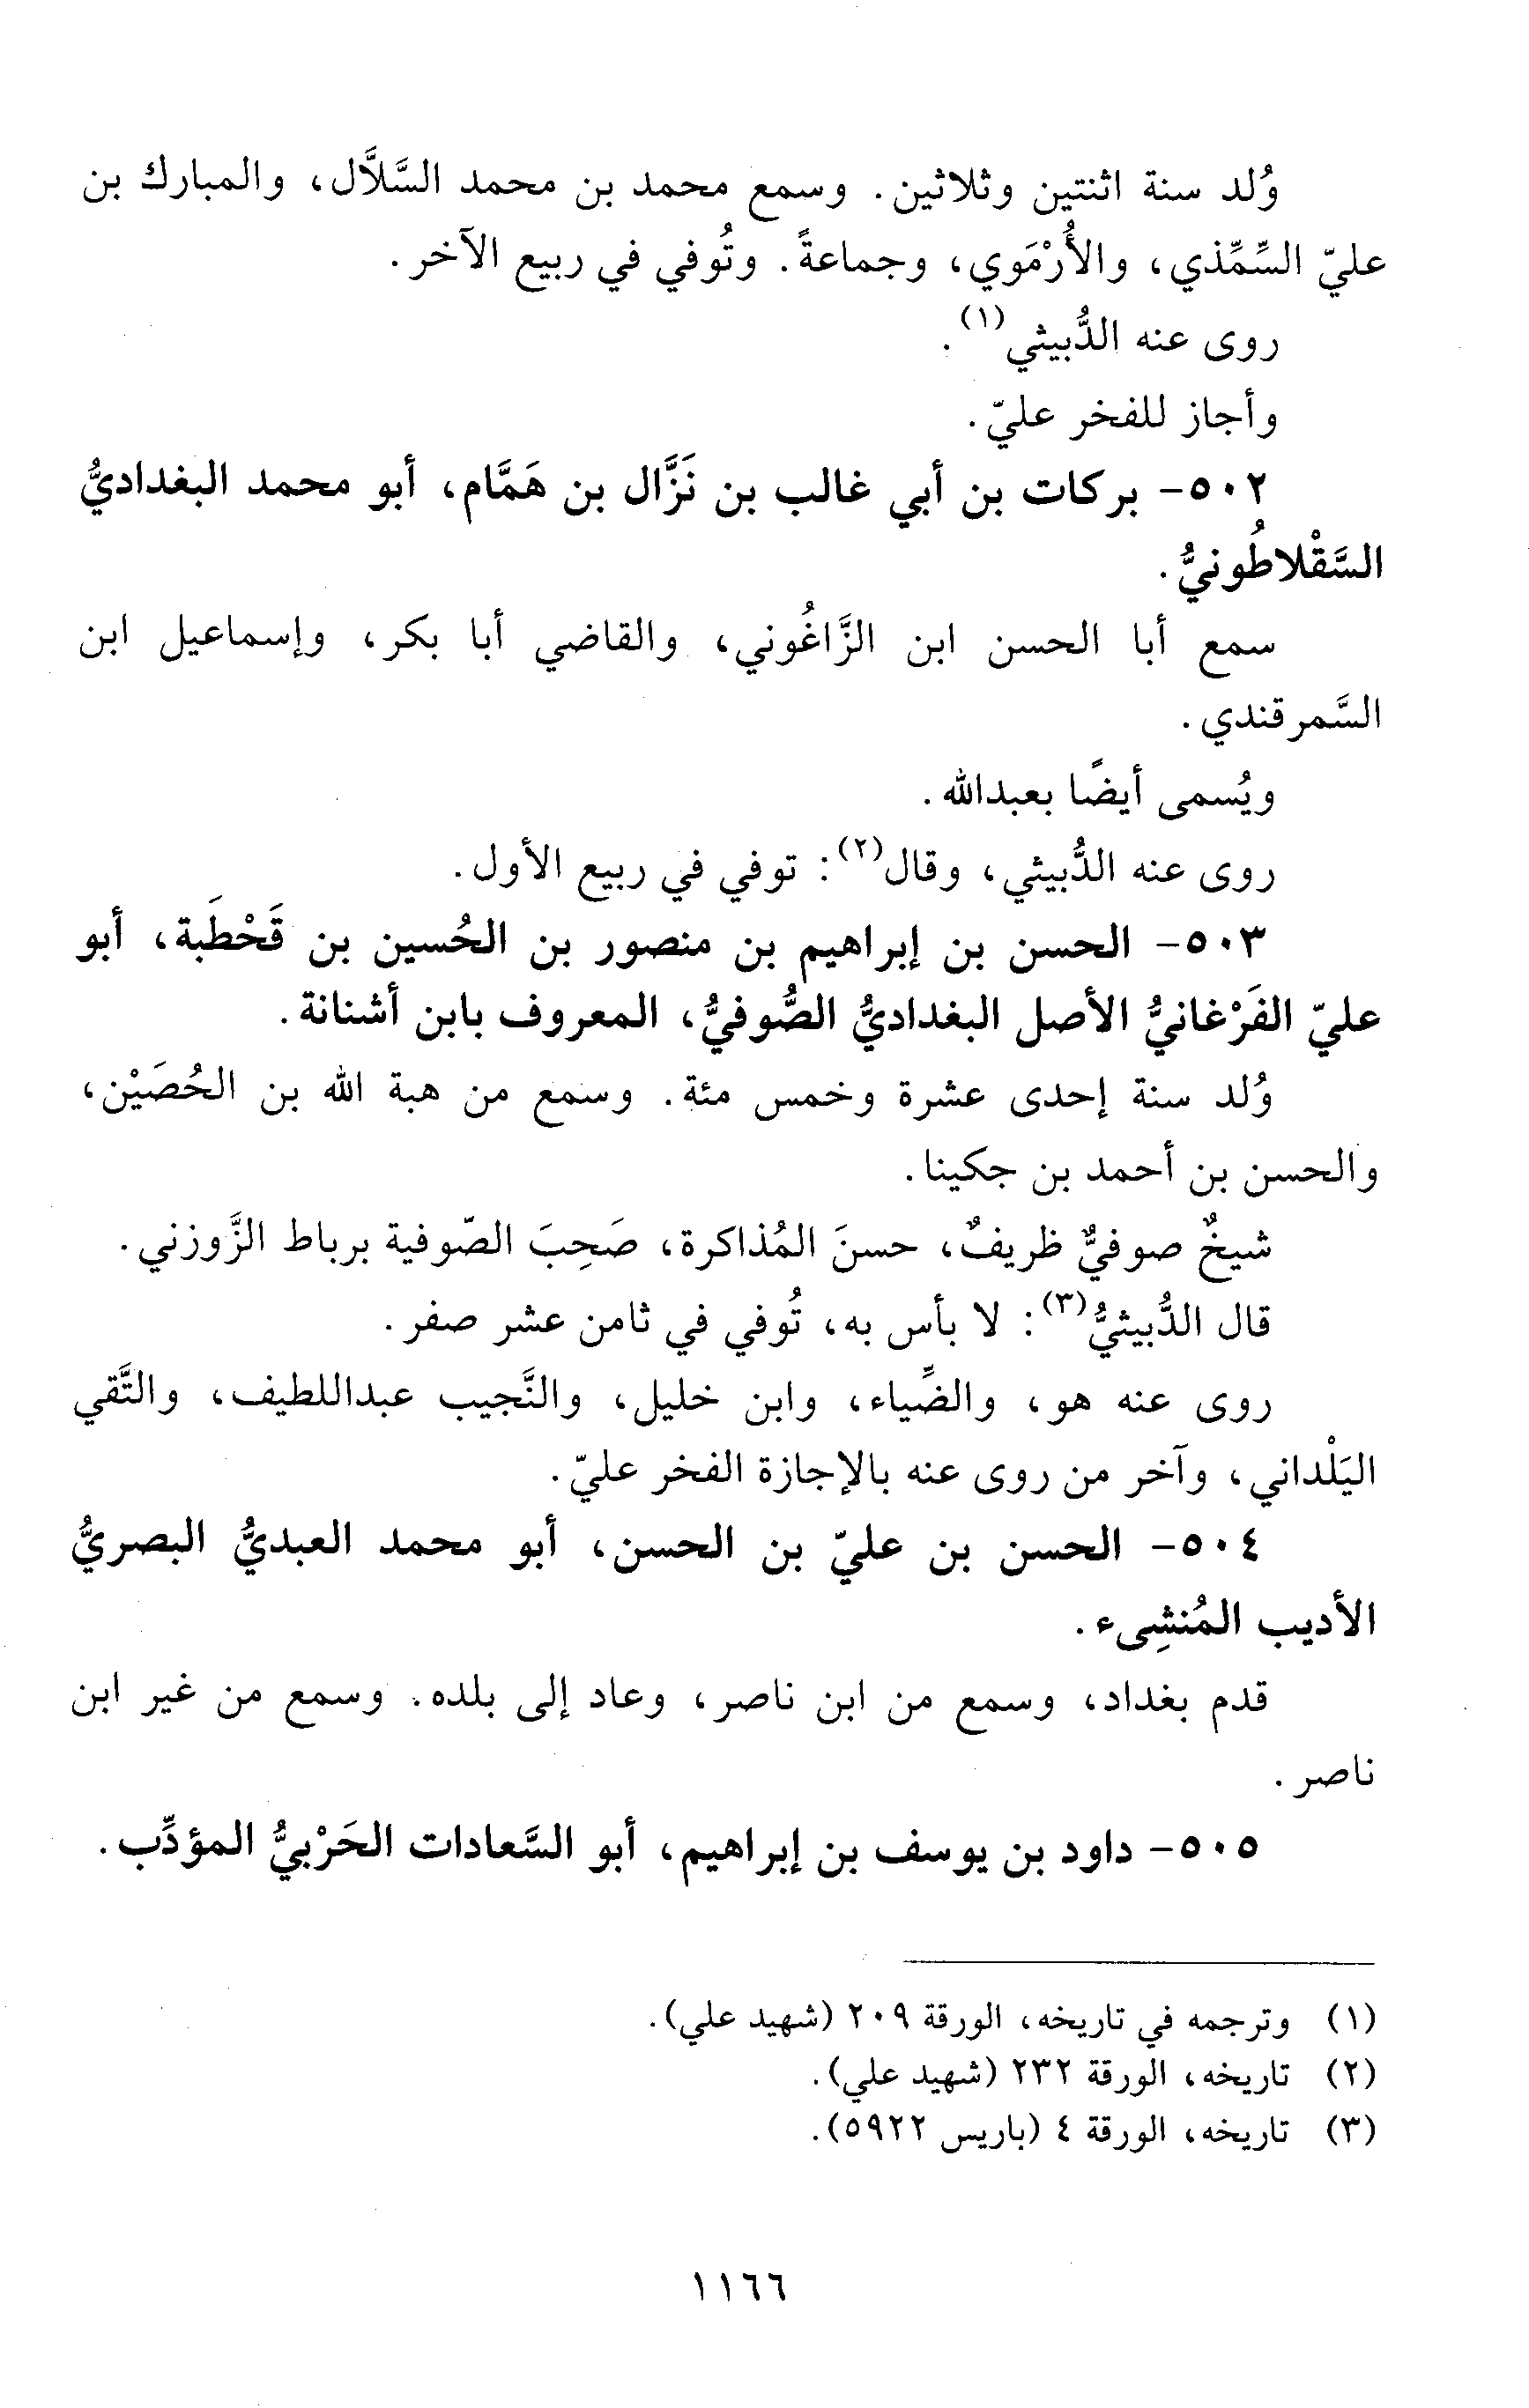 وُلد سنة اثنتين وثلاثين. وسمع محمد بن محمد السَّلاَّل، والمبارك بن
عليّ السِّمِّذي، والأُرْمَوي، وجماعةً. وتُوفي في ربيع الآخر.
روى عنه الدُّبيثي(١).
وأجاز للفخر عليّ.
٥٠٢- بركات بن أبي غالب بن نَزَّال بن هَمَّام، أبو محمد البغداديُّ
السَّقْلاطُونيُّ.
سمع أبا الحسن ابن الزَّاغُوني، والقاضي أبا بكر، وإسماعيل ابن
السَّمرقندي.
ويُسمى أيضًا بعبدالله.
روى عنه الدُّبيثي، وقال(٢): توفي في ربيع الأول.
٥٠٣- الحسن بن إبراهيم بن منصور بن الحُسين بن قَحْطَبة، أبو
عليّ الفَرْغانيُّ الأصل البغداديُّ الصُّوفيُّ، المعروف بابن أشنانة.
وُلد سنة إحدى عشرة وخمس مئة. وسمع من هبة الله بن الحُصَيْن،
والحسن بن أحمد بن جكينا.
شيخٌ صوفيٌّ ظريفٌ، حسنَ المُذاكرة، صَحِبَ الصّوفية برباط الزَّوزني.
قال الدُّبيثيُّ(٣): لا بأس به، تُوفي في ثامن عشر صفر.
روى عنه هو، والضِّياء، وابن خليل، والنَّجيب عبداللطيف، والتَّقي
اليَلْداني، وآخر من روى عنه بالإجازة الفخر عليّ.
٥٠٤- الحسن بن عليّ بن الحسن، أبو محمد العبديُّ البصريُّ
الأديب المُنشِىء.
قدم بغداد، وسمع من ابن ناصر، وعاد إلى بلده. وسمع من غير ابن
ناصر.
٥٠٥- داود بن يوسف بن إبراهيم، أبو السَّعادات الحَرْبيُّ المؤدِّب.
(١) وترجمه في تاريخه، الورقة ٢٠٩ (شهيد علي).
(٢) تاريخه، الورقة ٢٣٢ (شهيد علي).
(٣) تاريخه، الورقة ٤ (باريس ٥٩٢٢).
١١٦٦